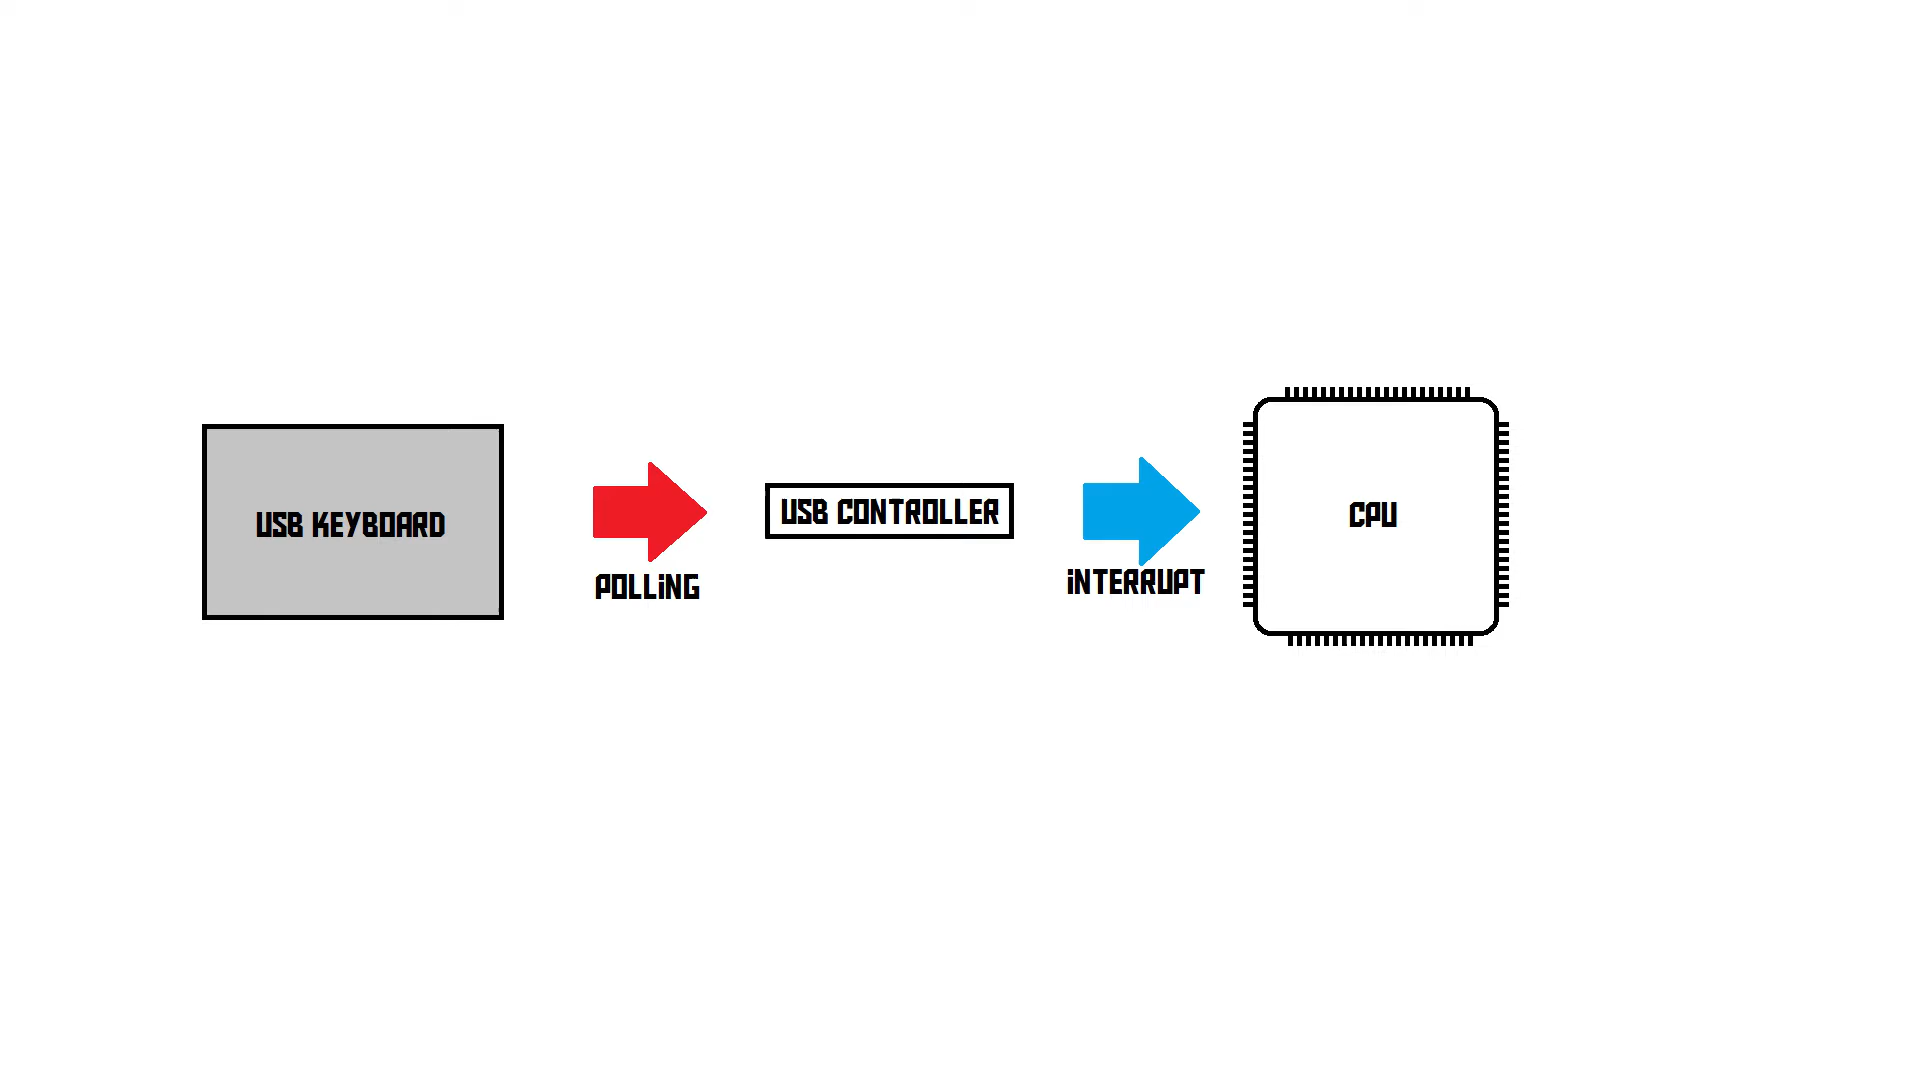 USB KEYBOARD
POLLiNG
USB CONTROLLER
iNTERRUPT
CPU